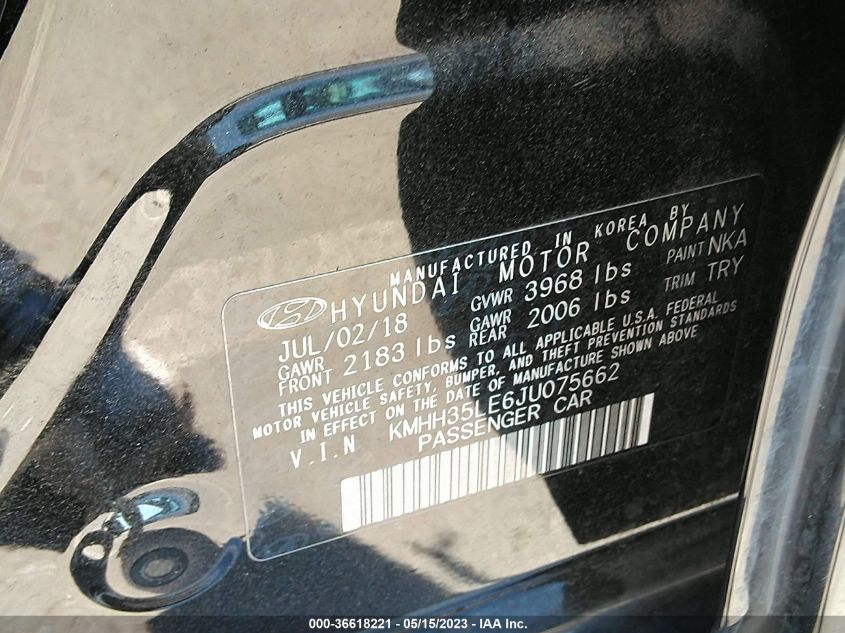 MANUFACTURED IN KOREA BY
HYUNDAI MOTOR COMPANY
JUL/02/18 GVWR 3968 lbs PAINT NKA
GAWR FRONT 2183 lbs GAWR REAR 2006 lbs TRIM TRY
THIS VEHICLE CONFORMS TO ALL APPLICABLE U.S.A. FEDERAL
MOTOR VEHICLE SAFETY, BUMPER, AND THEFT PREVENTION STANDARDS
IN EFFECT ON THE DATE OF MANUFACTURE SHOWN ABOVE
V.I.N KMHH35LE6JU075662
PASSENGER CAR
000-36618221 - 05/15/2023 - IAA Inc.